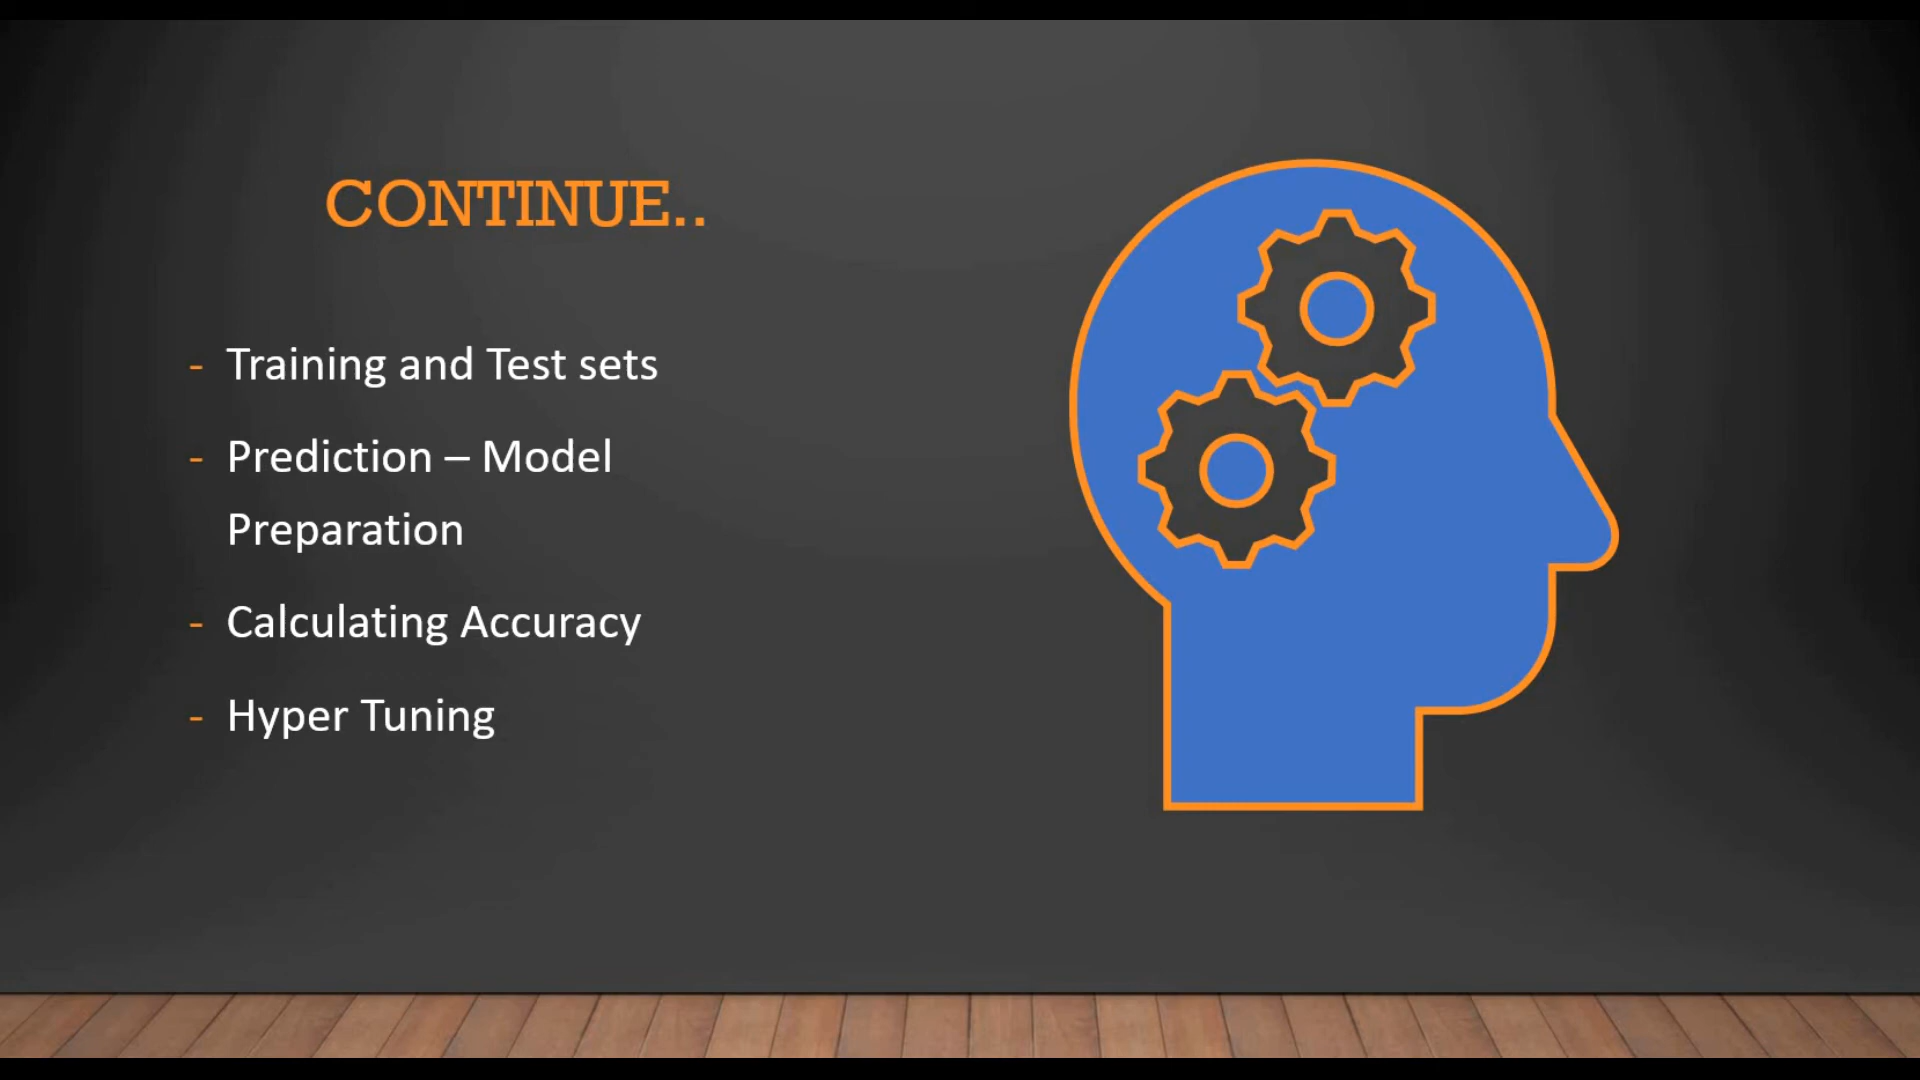 CONTINUE..
- Training and Test sets
- Prediction – Model
Preparation
- Calculating Accuracy
- Hyper Tuning